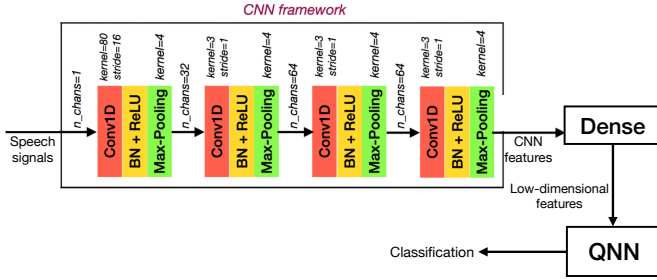 CNN framework
n_chans=1
kernel=80
stride=16
kernel=4
n_chans=32
kernel=3
stride=1
kernel=4
n_chans=64
kernel=3
stride=1
kernel=4
n_chans=64
kernel=3
stride=1
kernel=4
Speech
signals
Conv1D
BN + ReLU
Max-Pooling
Conv1D
BN + ReLU
Max-Pooling
Conv1D
BN + ReLU
Max-Pooling
Conv1D
BN + ReLU
Max-Pooling
CNN
features
Dense
Low-dimensional
features
QNN
Classification